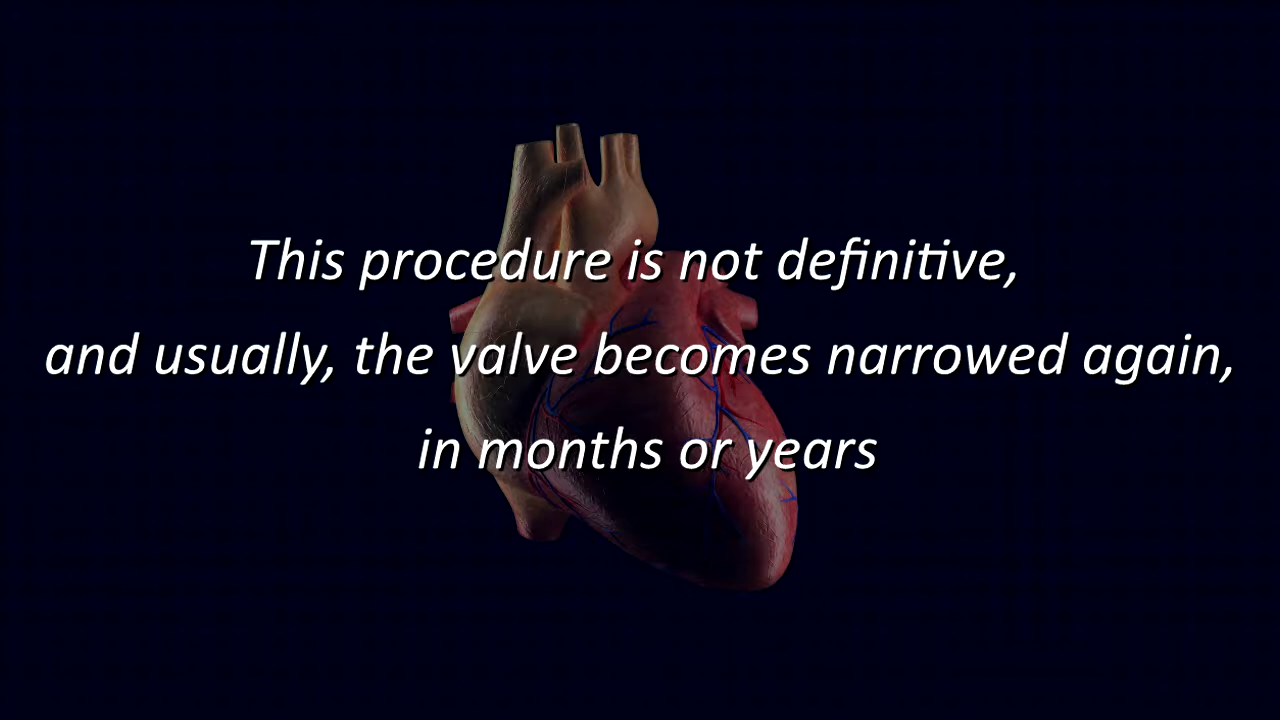 This procedure is not definitive,
and usually, the valve becomes narrowed again,
in months or years